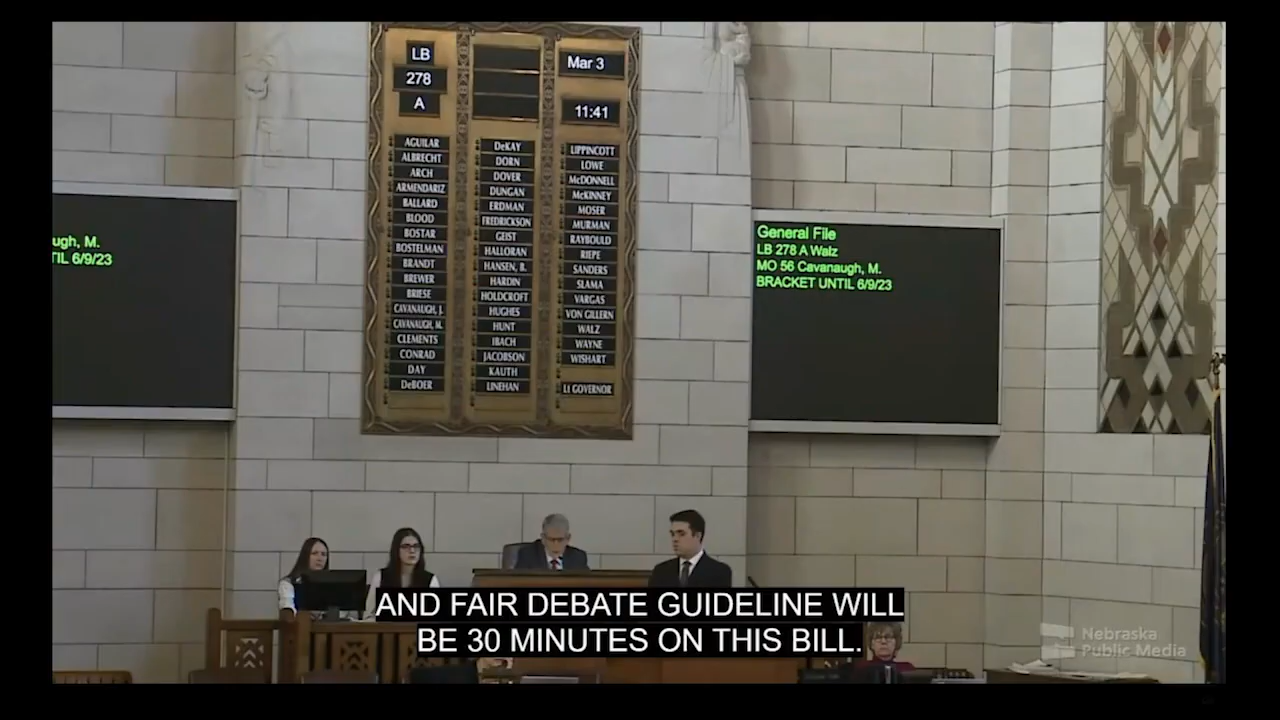 LB
278
A
Mar 3
11:41
AGUILAR
ALBRECHT
ARCH
ARMENDARIZ
BALLARD
BLOOD
BOSTAR
BOSTELMAN
BRANDT
BREWER
BRIESE
CAVANAUGH, J.
CAVANAUGH, M.
CLEMENTS
CONRAD
DAY
DeBOER
DeKAY
DORN
DOVER
DUNGAN
ERDMAN
FREDRICKSON
GEIST
HALLORAN
HANSEN, B.
HARDIN
HOLDCROFT
HUGHES
HUNT
IBACH
JACOBSON
KAUTH
LINEHAN
LIPPINCOTT
LOWE
McDONNELL
McKINNEY
MOSER
MURMAN
RAYBOULD
RIEPE
SANDERS
SLAMA
VARGAS
VON GILLERN
WALZ
WAYNE
WISHART
LT GOVERNOR
ugh, M.
TIL 6/9/23
General File
LB 278 A Walz
MO 56 Cavanaugh, M.
BRACKET UNTIL 6/9/23
AND FAIR DEBATE GUIDELINE WILL
BE 30 MINUTES ON THIS BILL.
Nebraska
Public Media